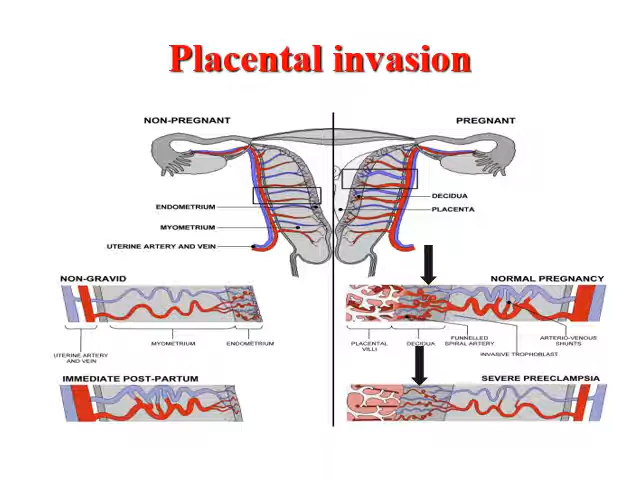 Placental invasion
NON-PREGNANT
PREGNANT
ENDOMETRIUM
MYOMETRIUM
UTERINE ARTERY AND VEIN
DECIDUA
PLACENTA
NON-GRAVID
UTERINE ARTERY
AND VEIN
MYOMETRIUM
ENDOMETRIUM
IMMEDIATE POST-PARTUM
NORMAL PREGNANCY
PLACENTAL
VILLI
DECIDUA
FUNNELLED
SPIRAL ARTERY
INVASIVE TROPHOBLAST
ARTERIO-VENOUS
SHUNTS
SEVERE PREECLAMPSIA